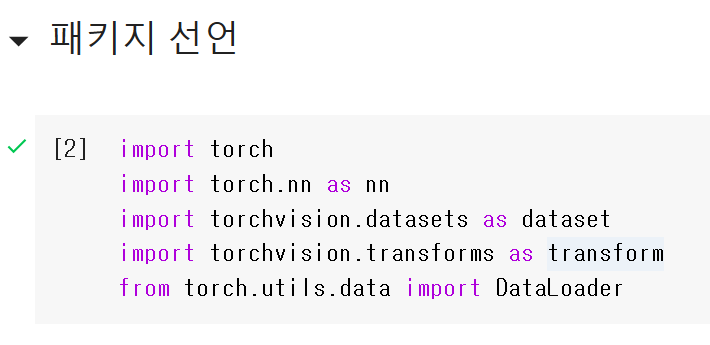 패키지 선언
[2] import torch
import torch.nn as nn
import torchvision.datasets as dataset
import torchvision.transforms as transform
from torch.utils.data import DataLoader